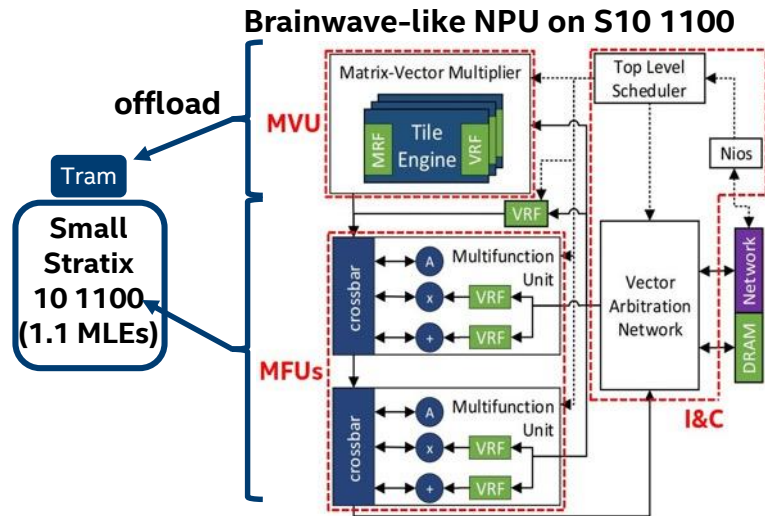 Brainwave-like NPU on S10 1100
offload
Tram
Small
Stratix
10 1100
(1.1 MLEs)
MVU
Matrix-Vector Multiplier
MRF
Tile
Engine
VRF
VRF
Top Level
Scheduler
Nios
MFUs
crossbar
A
x
+
VRF
VRF
Multifunction
Unit
crossbar
A
x
+
VRF
VRF
Multifunction
Unit
Vector
Arbitration
Network
Network
DRAM
I&C